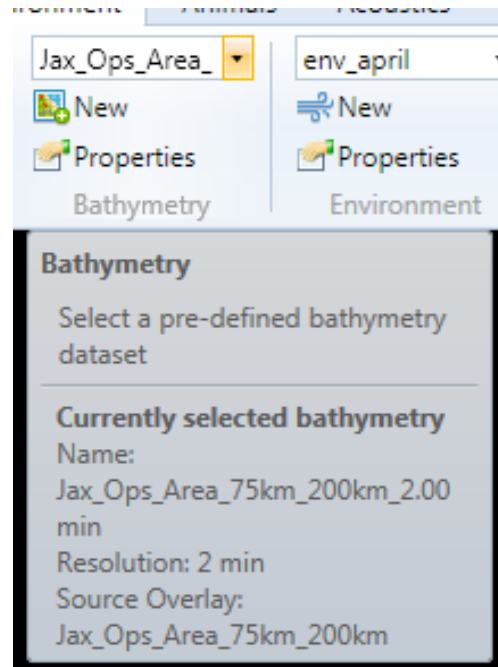 Jax_Ops_Area_
env_april
New
New
Properties
Properties
Bathymetry
Environment
Bathymetry
Select a pre-defined bathymetry
dataset
Currently selected bathymetry
Name:
Jax_Ops_Area_75km_200km_2.00
min
Resolution: 2 min
Source Overlay:
Jax_Ops_Area_75km_200km